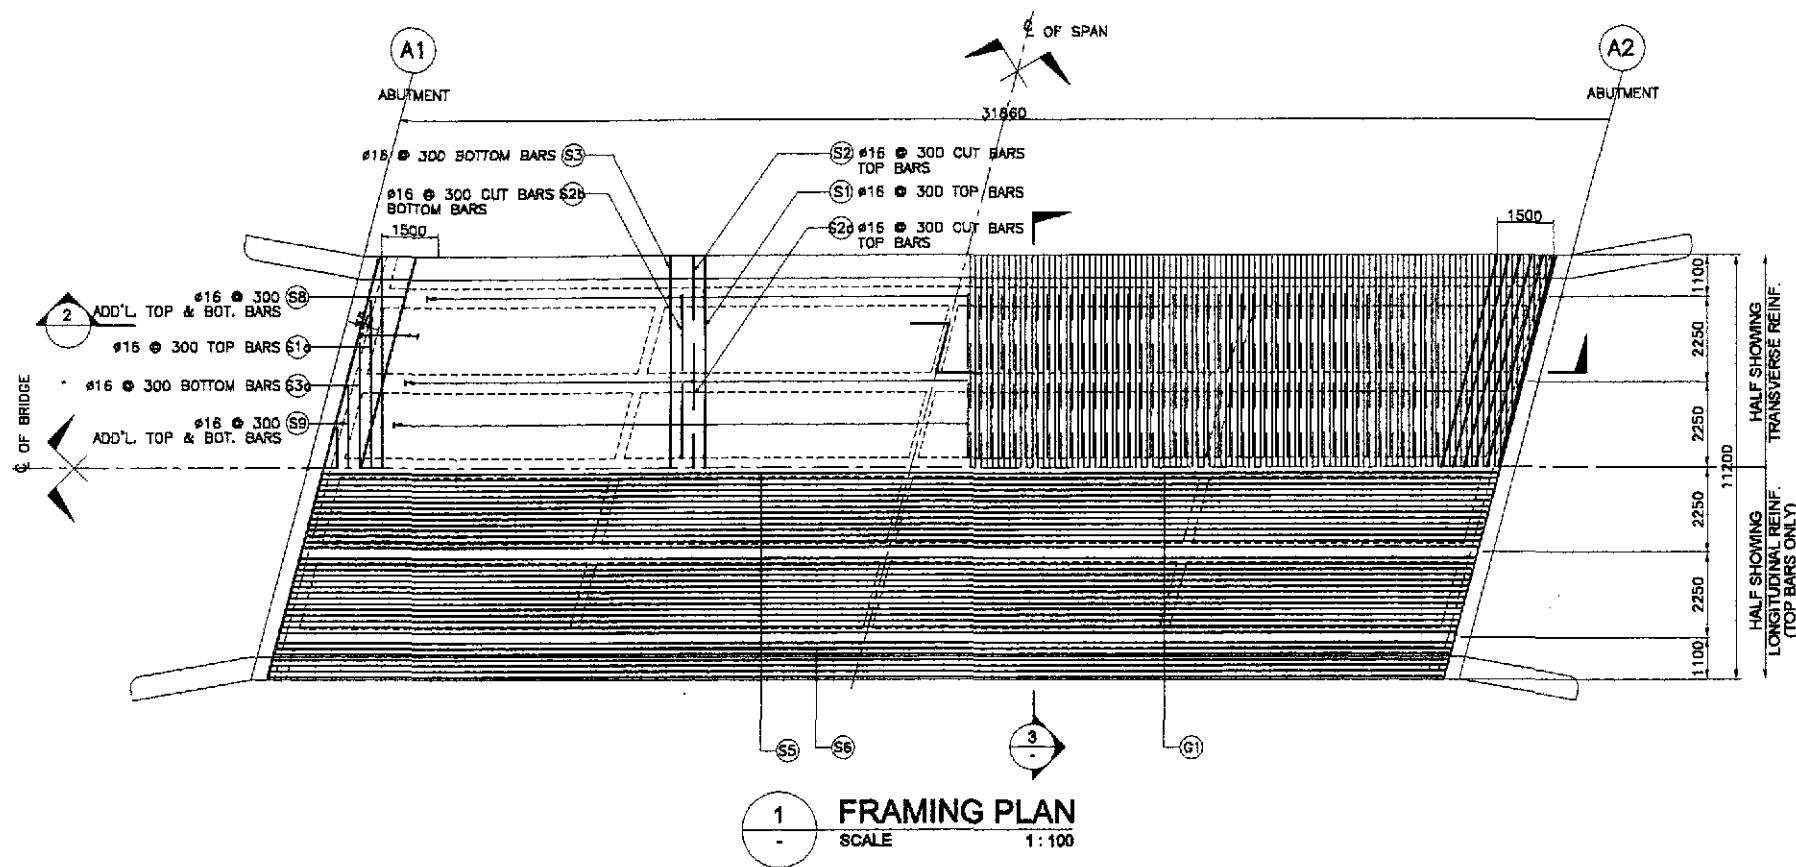 A1
ABUTMENT
℄ OF SPAN
A2
ABUTMENT
31860
ø16 @ 300 BOTTOM BARS S3
ø16 @ 300 CUT BARS S2b
BOTTOM BARS
S2 ø16 @ 300 CUT BARS
TOP BARS
S1 ø16 @ 300 TOP BARS
S2a ø16 @ 300 CUT BARS
TOP BARS
1500
1500
ø16 @ 300 S8
ADD'L. TOP & BOT. BARS
2
ø16 @ 300 TOP BARS S1a
ø16 @ 300 BOTTOM BARS S3a
ø16 @ 300 S9
ADD'L. TOP & BOT. BARS
℄ OF BRIDGE
1100
2250
2250
2250
2250
1100
11200
HALF SHOWING
TRANSVERSE REINF.
HALF SHOWING
LONGITUDINAL REINF.
(TOP BARS ONLY)
S5
S6
3
-
G1
1
-
FRAMING PLAN
SCALE 1 : 100